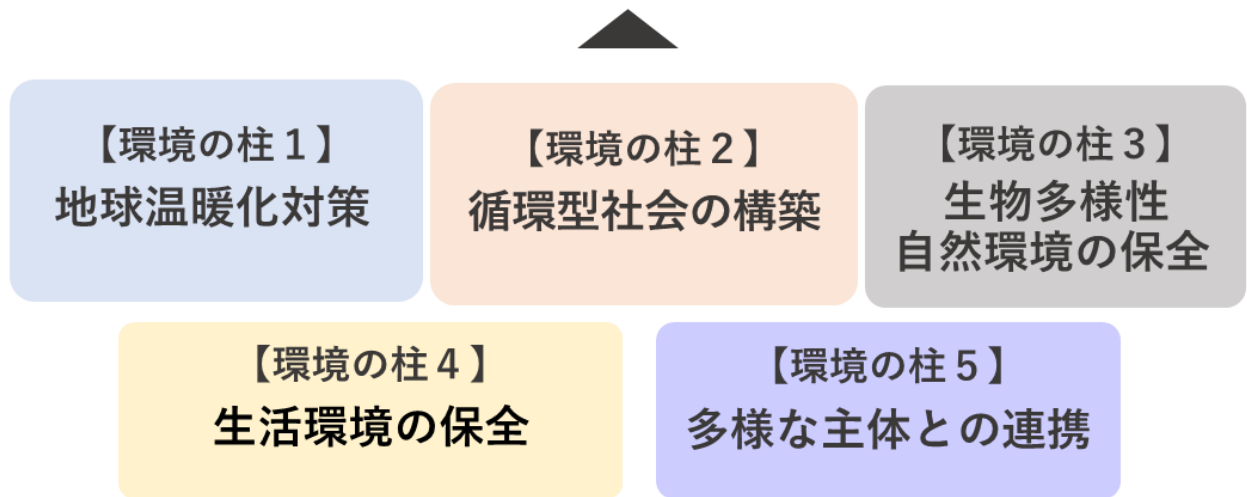 【環境の柱１】
地球温暖化対策
【環境の柱２】
循環型社会の構築
【環境の柱３】
生物多様性
自然環境の保全
【環境の柱４】
生活環境の保全
【環境の柱５】
多様な主体との連携